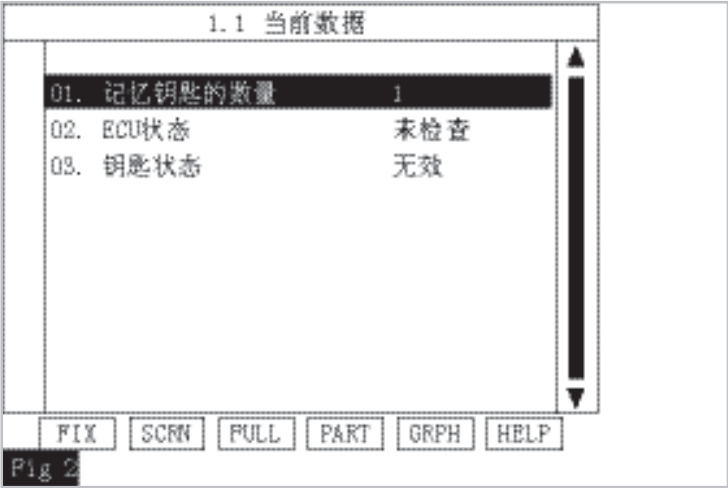 1.1 当前数据
01. 记忆钥匙的数量 1
02. ECU状态 未检查
03. 钥匙状态 无效
FIX SCRN FULL PART GRPH HELP
Fig 2